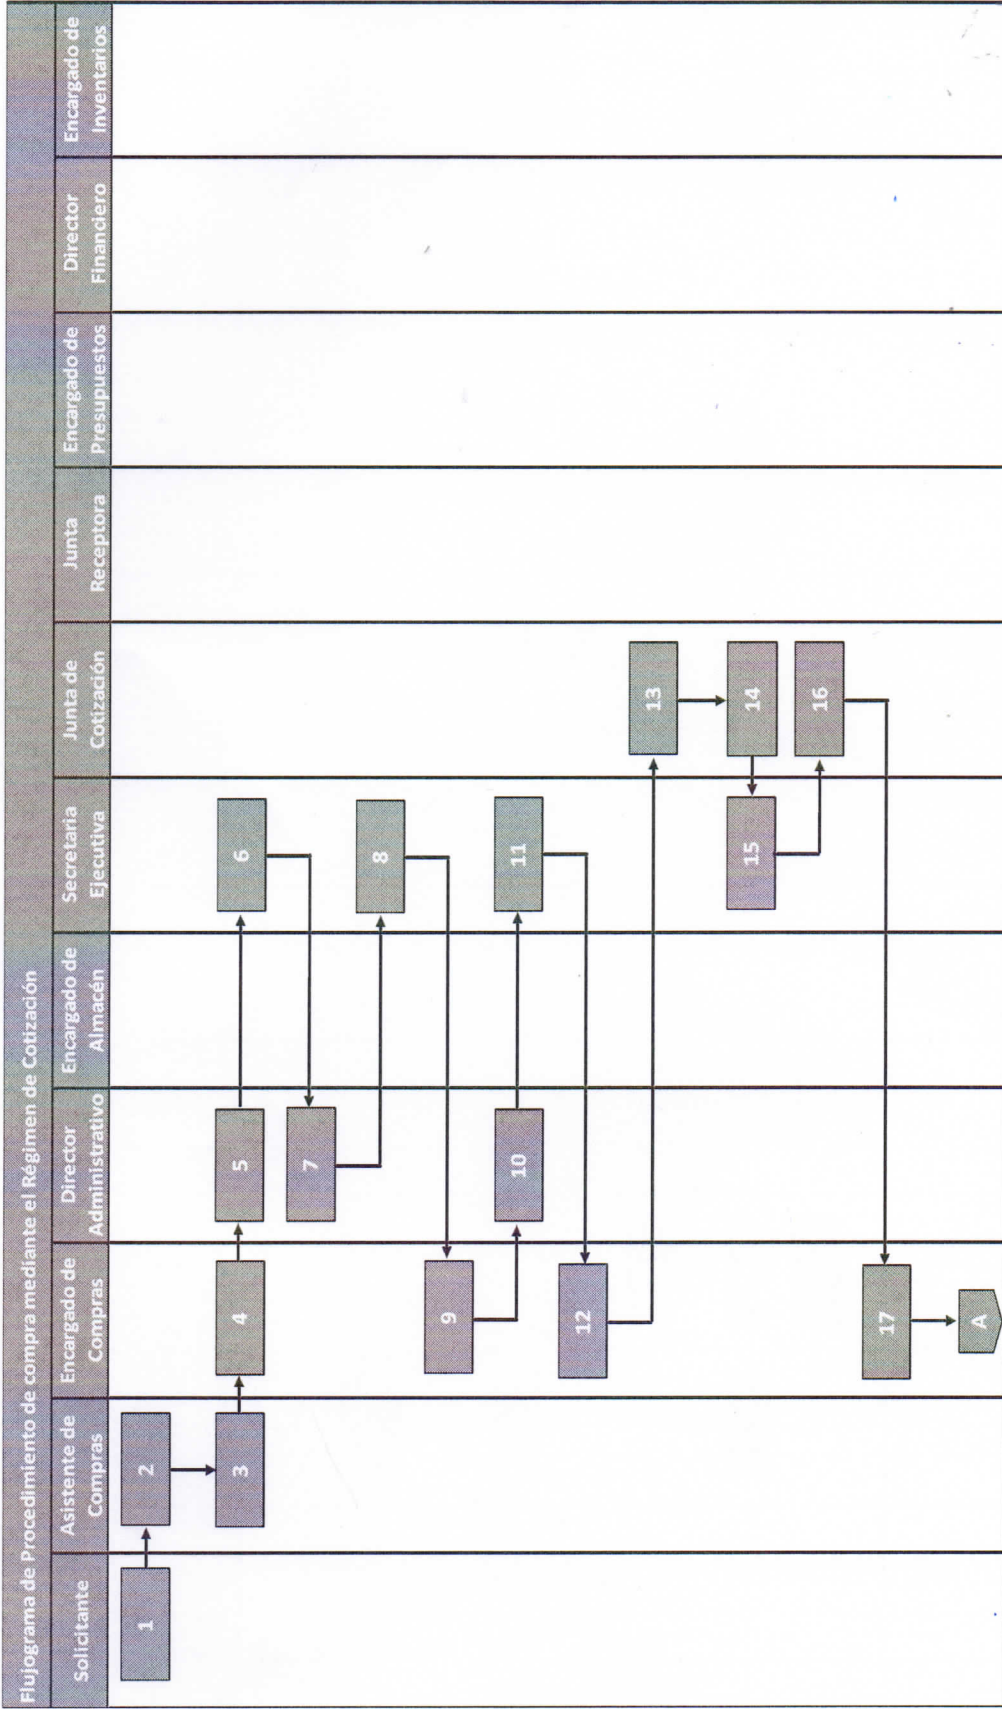 Flujograma de Procedimiento de compra mediante el Régimen de Cotización
Solicitante
Asistente de
Compras
Encargado de
Compras
Director
Administrativo
Encargado de
Almacén
Secretaria
Ejecutiva
Junta de
Cotización
Junta
Receptora
Encargado de
Presupuestos
Director
Financiero
Encargado de
Inventarios
1
2
3
4
5
6
7
8
9
10
11
12
13
14
15
16
17
A